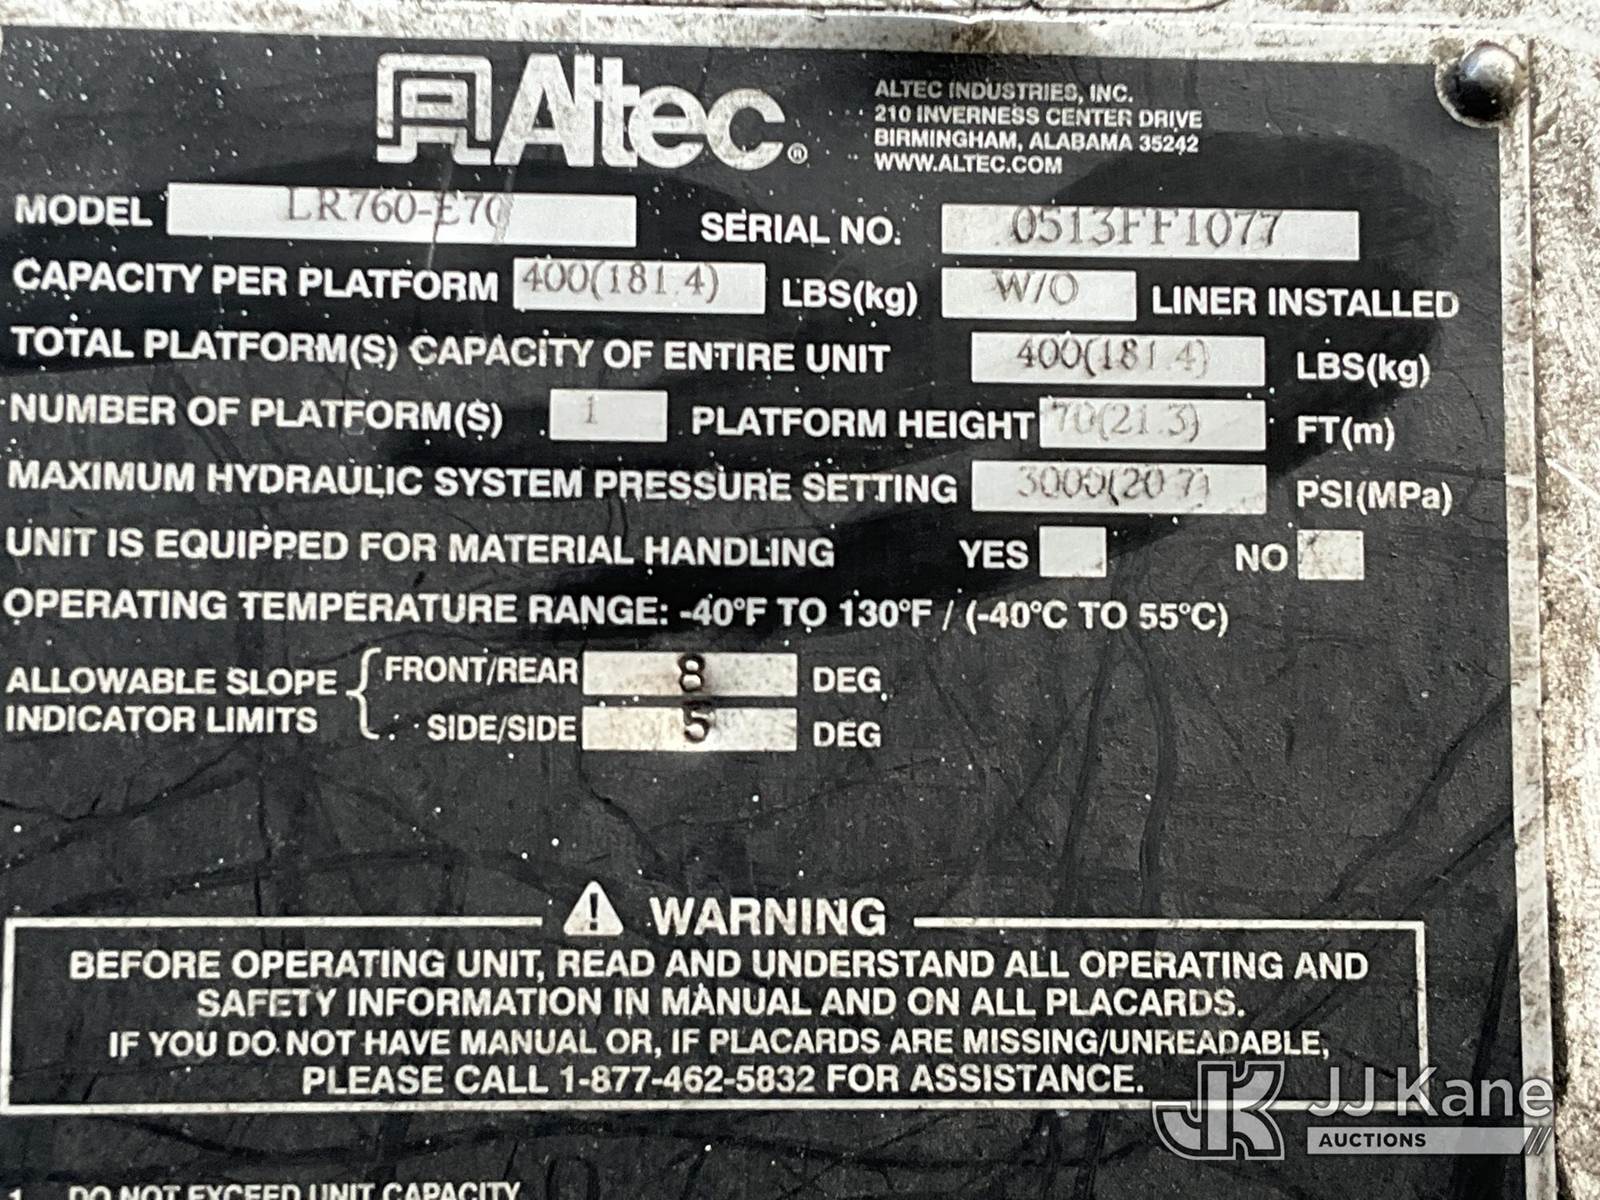 Altec®
ALTEC INDUSTRIES, INC.
210 INVERNESS CENTER DRIVE
BIRMINGHAM, ALABAMA 35242
WWW.ALTEC.COM
MODEL LR760-E70 SERIAL NO. 0513FF1077
CAPACITY PER PLATFORM 400(181.4) LBS(kg) W/O LINER INSTALLED
TOTAL PLATFORM(S) CAPACITY OF ENTIRE UNIT 400(181.4) LBS(kg)
NUMBER OF PLATFORM(S) 1 PLATFORM HEIGHT 70(21.3) FT(m)
MAXIMUM HYDRAULIC SYSTEM PRESSURE SETTING 3000(20.7) PSI(MPa)
UNIT IS EQUIPPED FOR MATERIAL HANDLING YES NO
OPERATING TEMPERATURE RANGE: -40°F TO 130°F / (-40°C TO 55°C)
ALLOWABLE SLOPE INDICATOR LIMITS
FRONT/REAR 8 DEG.
SIDE/SIDE 5 DEG
WARNING
BEFORE OPERATING UNIT, READ AND UNDERSTAND ALL OPERATING AND
SAFETY INFORMATION IN MANUAL AND ON ALL PLACARDS.
IF YOU DO NOT HAVE MANUAL OR, IF PLACARDS ARE MISSING/UNREADABLE,
PLEASE CALL 1-877-462-5832 FOR ASSISTANCE.
JK JJ Kane
AUCTIONS
1. DO NOT EXCEED UNIT CAPACITY